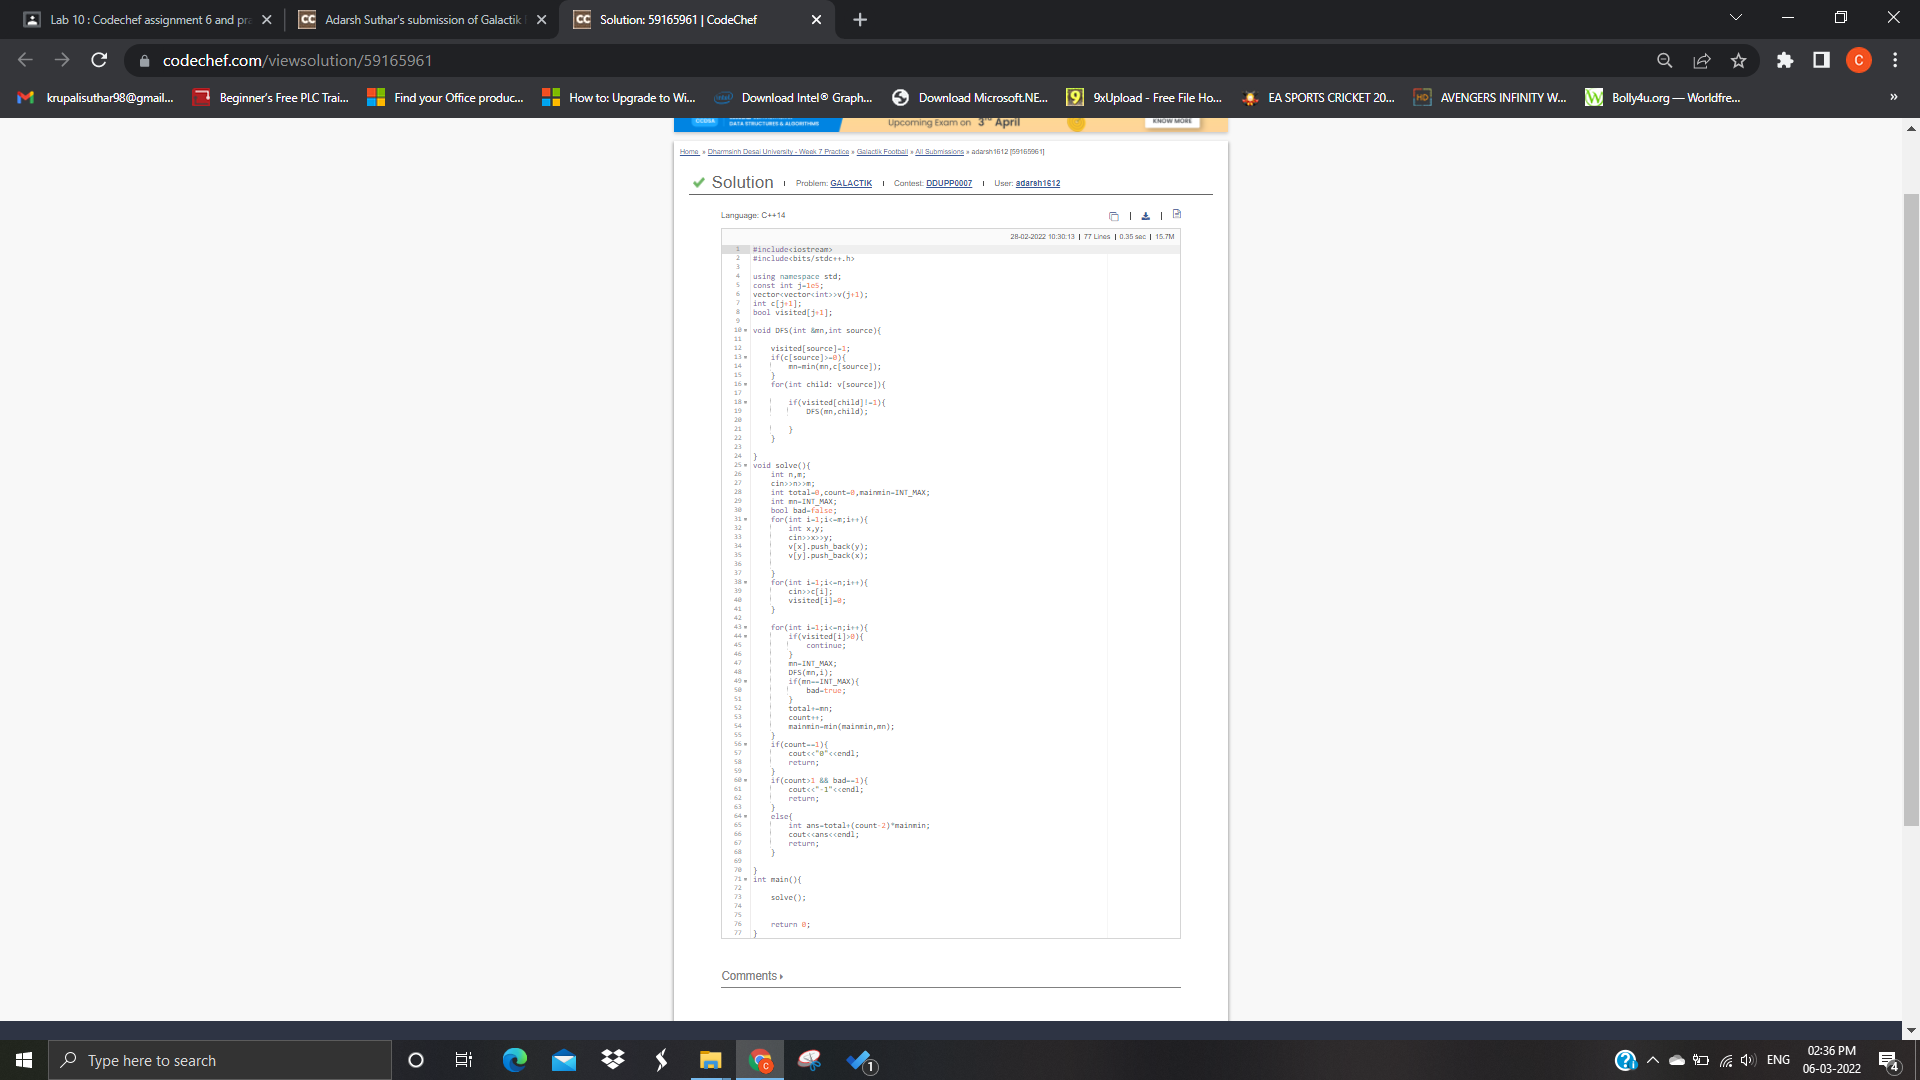 Lab 10 : Codechef assignment 6 and pr
Adarsh Suthar's submission of Galactik
Solution: 59165961 | CodeChef
codechef.com/viewsolution/59165961
C
krupalisuthar98@gmail...
Beginner's Free PLC Trai...
Find your Office produc...
How to: Upgrade to Wi...
Download Intel® Graph...
Download Microsoft.NE...
9xUpload - Free File Ho...
EA SPORTS CRICKET 20...
AVENGERS INFINITY W...
Bolly4u.org — Worldfre...
»
DATA STRUCTURES & ALGORITHMS
Upcoming Exam on 3rd April
KNOW MORE
Home » Dharmsinh Desai University - Week 7 Practice » Galactik Football » All Submissions » adarsh1612 [59165961]
Solution | Problem: GALACTIK | Contest: DDUPP0007 | User: adarsh1612
Language: C++14
28-02-2022 10:30:13 | 77 Lines | 0.35 sec | 15.7M
1 #include<iostream>
2 #include<bits/stdc++.h>
3
4 using namespace std;
5 const int j=1e5;
6 vector<vector<int>>v(j+1);
7 int c[j+1];
8 bool visited[j+1];
9
10 void DFS(int &mn,int source){
11
12 visited[source]=1;
13 if(c[source]>=0){
14 mn=min(mn,c[source]);
15 }
16 for(int child: v[source]){
17
18 if(visited[child]!=1){
19 DFS(mn,child);
20
21 }
22 }
23
24 }
25 void solve(){
26 int n,m;
27 cin>>n>>m;
28 int total=0,count=0,mainmin=INT_MAX;
29 int mn=INT_MAX;
30 bool bad=false;
31 for(int i=1;i<=m;i++){
32 int x,y;
33 cin>>x>>y;
34 v[x].push_back(y);
35 v[y].push_back(x);
36
37 }
38 for(int i=1;i<=n;i++){
39 cin>>c[i];
40 visited[i]=0;
41 }
42
43 for(int i=1;i<=n;i++){
44 if(visited[i]>0){
45 continue;
46 }
47 mn=INT_MAX;
48 DFS(mn,i);
49 if(mn==INT_MAX){
50 bad=true;
51 }
52 total+=mn;
53 count++;
54 mainmin=min(mainmin,mn);
55 }
56 if(count==1){
57 cout<<"0"<<endl;
58 return;
59 }
60 if(count>1 && bad==1){
61 cout<<"-1"<<endl;
62 return;
63 }
64 else{
65 int ans=total+(count-2)*mainmin;
66 cout<<ans<<endl;
67 return;
68 }
69
70 }
71 int main(){
72
73 solve();
74
75
76 return 0;
77 }
Comments
Type here to search
1
ENG
02:36 PM
06-03-2022
4